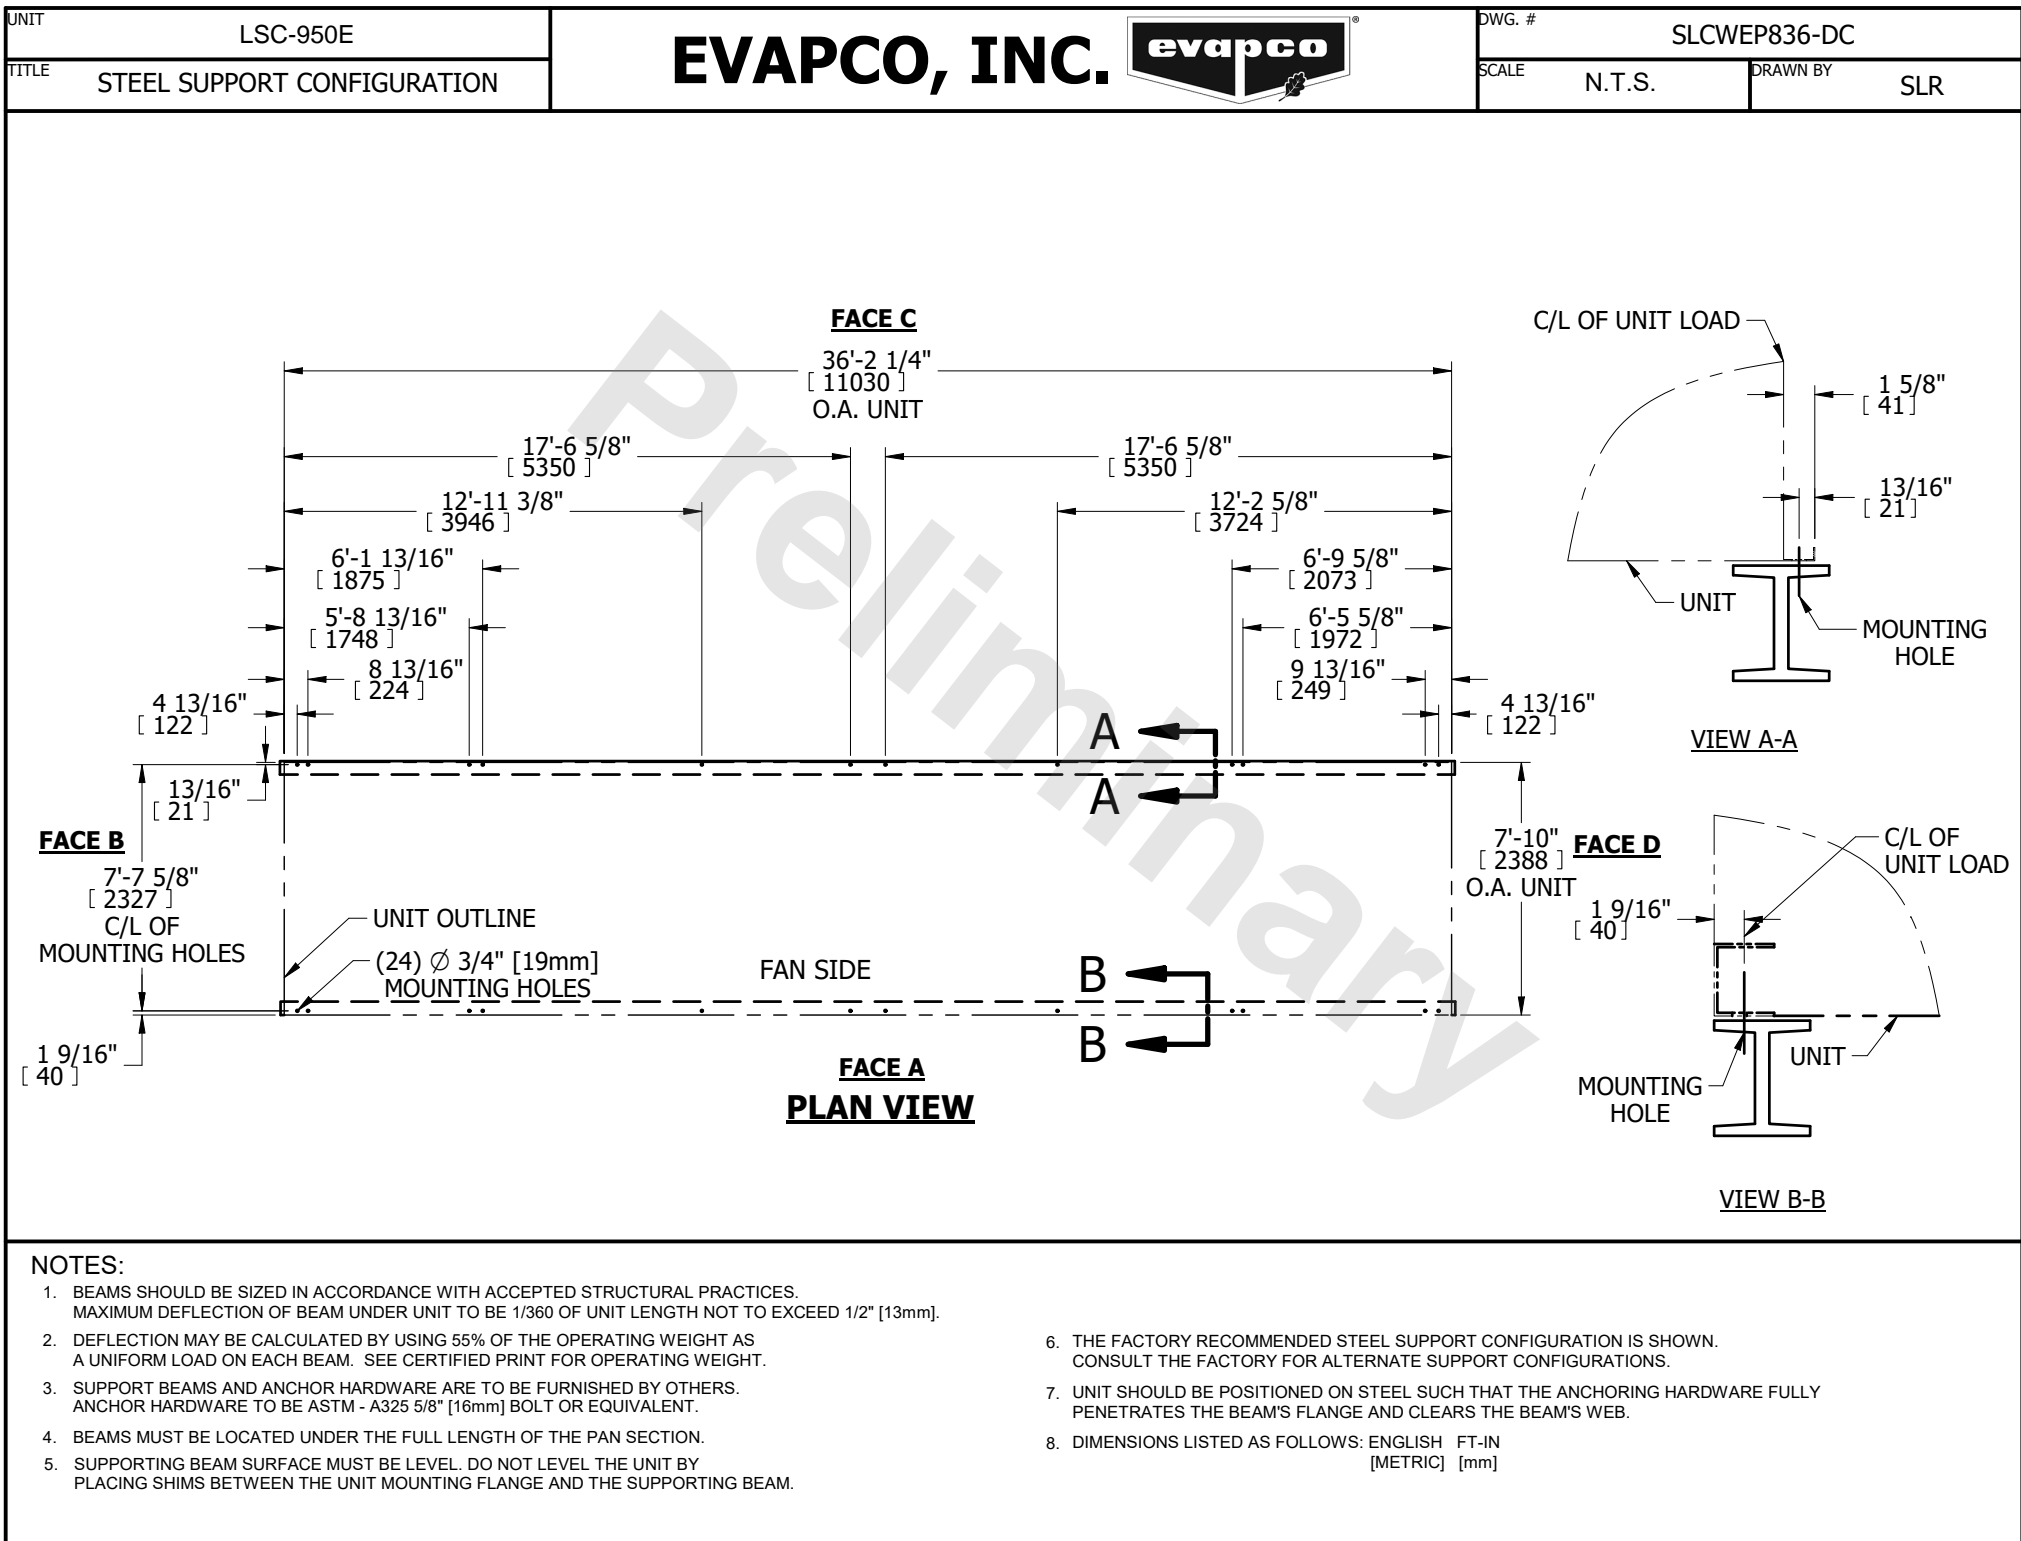 UNIT
LSC-950E
TITLE
STEEL SUPPORT CONFIGURATION
EVAPCO, INC.
evapco
®
DWG. #
SLCWEP836-DC
SCALE
N.T.S.
DRAWN BY
SLR
Preliminary
FACE C
36'-2 1/4"
[ 11030 ]
O.A. UNIT
17'-6 5/8"
[ 5350 ]
17'-6 5/8"
[ 5350 ]
12'-11 3/8"
[ 3946 ]
12'-2 5/8"
[ 3724 ]
6'-1 13/16"
[ 1875 ]
6'-9 5/8"
[ 2073 ]
5'-8 13/16"
[ 1748 ]
6'-5 5/8"
[ 1972 ]
8 13/16"
[ 224 ]
9 13/16"
[ 249 ]
4 13/16"
[ 122 ]
4 13/16"
[ 122 ]
A
A
13/16"
[ 21 ]
FACE B
7'-7 5/8"
[ 2327 ]
C/L OF
MOUNTING HOLES
7'-10"
[ 2388 ]
O.A. UNIT
FACE D
UNIT OUTLINE
(24) Ø 3/4" [19mm]
MOUNTING HOLES
FAN SIDE
B
B
1 9/16"
[ 40 ]
FACE A
PLAN VIEW
C/L OF UNIT LOAD
1 5/8"
[ 41 ]
13/16"
[ 21 ]
UNIT
MOUNTING
HOLE
VIEW A-A
C/L OF
UNIT LOAD
1 9/16"
[ 40 ]
UNIT
MOUNTING
HOLE
VIEW B-B
NOTES:
1. BEAMS SHOULD BE SIZED IN ACCORDANCE WITH ACCEPTED STRUCTURAL PRACTICES.
MAXIMUM DEFLECTION OF BEAM UNDER UNIT TO BE 1/360 OF UNIT LENGTH NOT TO EXCEED 1/2" [13mm].
2. DEFLECTION MAY BE CALCULATED BY USING 55% OF THE OPERATING WEIGHT AS
A UNIFORM LOAD ON EACH BEAM. SEE CERTIFIED PRINT FOR OPERATING WEIGHT.
3. SUPPORT BEAMS AND ANCHOR HARDWARE ARE TO BE FURNISHED BY OTHERS.
ANCHOR HARDWARE TO BE ASTM - A325 5/8" [16mm] BOLT OR EQUIVALENT.
4. BEAMS MUST BE LOCATED UNDER THE FULL LENGTH OF THE PAN SECTION.
5. SUPPORTING BEAM SURFACE MUST BE LEVEL. DO NOT LEVEL THE UNIT BY
PLACING SHIMS BETWEEN THE UNIT MOUNTING FLANGE AND THE SUPPORTING BEAM.
6. THE FACTORY RECOMMENDED STEEL SUPPORT CONFIGURATION IS SHOWN.
CONSULT THE FACTORY FOR ALTERNATE SUPPORT CONFIGURATIONS.
7. UNIT SHOULD BE POSITIONED ON STEEL SUCH THAT THE ANCHORING HARDWARE FULLY
PENETRATES THE BEAM'S FLANGE AND CLEARS THE BEAM'S WEB.
8. DIMENSIONS LISTED AS FOLLOWS: ENGLISH FT-IN
[METRIC] [mm]